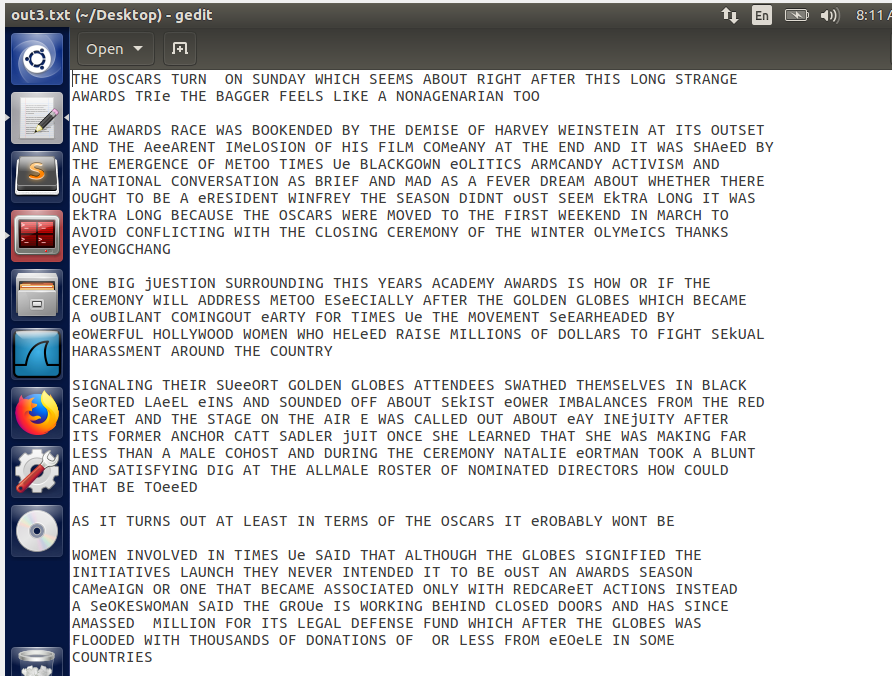 out3.txt (~/Desktop) - gedit
En
8:11 A
Open
THE OSCARS TURN  ON SUNDAY WHICH SEEMS ABOUT RIGHT AFTER THIS LONG STRANGE
AWARDS TRIe THE BAGGER FEELS LIKE A NONAGENARIAN TOO

THE AWARDS RACE WAS BOOKENDED BY THE DEMISE OF HARVEY WEINSTEIN AT ITS OUTSET
AND THE AeeARENT IMeLOSION OF HIS FILM COMeANY AT THE END AND IT WAS SHAeED BY
THE EMERGENCE OF METOO TIMES Ue BLACKGOWN eOLITICS ARMCANDY ACTIVISM AND
A NATIONAL CONVERSATION AS BRIEF AND MAD AS A FEVER DREAM ABOUT WHETHER THERE
OUGHT TO BE A eRESIDENT WINFREY THE SEASON DIDNT oUST SEEM EkTRA LONG IT WAS
EkTRA LONG BECAUSE THE OSCARS WERE MOVED TO THE FIRST WEEKEND IN MARCH TO
AVOID CONFLICTING WITH THE CLOSING CEREMONY OF THE WINTER OLYMeICS THANKS
eYEONGCHANG

ONE BIG jUESTION SURROUNDING THIS YEARS ACADEMY AWARDS IS HOW OR IF THE
CEREMONY WILL ADDRESS METOO ESeECIALLY AFTER THE GOLDEN GLOBES WHICH BECAME
A oUBILANT COMINGOUT eARTY FOR TIMES Ue THE MOVEMENT SeEARHEADED BY
eOWERFUL HOLLYWOOD WOMEN WHO HELeED RAISE MILLIONS OF DOLLARS TO FIGHT SEkUAL
HARASSMENT AROUND THE COUNTRY

SIGNALING THEIR SUeeORT GOLDEN GLOBES ATTENDEES SWATHED THEMSELVES IN BLACK
SeORTED LAeEL eINS AND SOUNDED OFF ABOUT SEkIST eOWER IMBALANCES FROM THE RED
CAReET AND THE STAGE ON THE AIR E WAS CALLED OUT ABOUT eAY INEjUITY AFTER
ITS FORMER ANCHOR CATT SADLER jUIT ONCE SHE LEARNED THAT SHE WAS MAKING FAR
LESS THAN A MALE COHOST AND DURING THE CEREMONY NATALIE eORTMAN TOOK A BLUNT
AND SATISFYING DIG AT THE ALLMALE ROSTER OF NOMINATED DIRECTORS HOW COULD
THAT BE TOeeED

AS IT TURNS OUT AT LEAST IN TERMS OF THE OSCARS IT eROBABLY WONT BE

WOMEN INVOLVED IN TIMES Ue SAID THAT ALTHOUGH THE GLOBES SIGNIFIED THE
INITIATIVES LAUNCH THEY NEVER INTENDED IT TO BE oUST AN AWARDS SEASON
CAMeAIGN OR ONE THAT BECAME ASSOCIATED ONLY WITH REDCAReET ACTIONS INSTEAD
A SeOKESWOMAN SAID THE GROUe IS WORKING BEHIND CLOSED DOORS AND HAS SINCE
AMASSED  MILLION FOR ITS LEGAL DEFENSE FUND WHICH AFTER THE GLOBES WAS
FLOODED WITH THOUSANDS OF DONATIONS OF  OR LESS FROM eEOeLE IN SOME
COUNTRIES